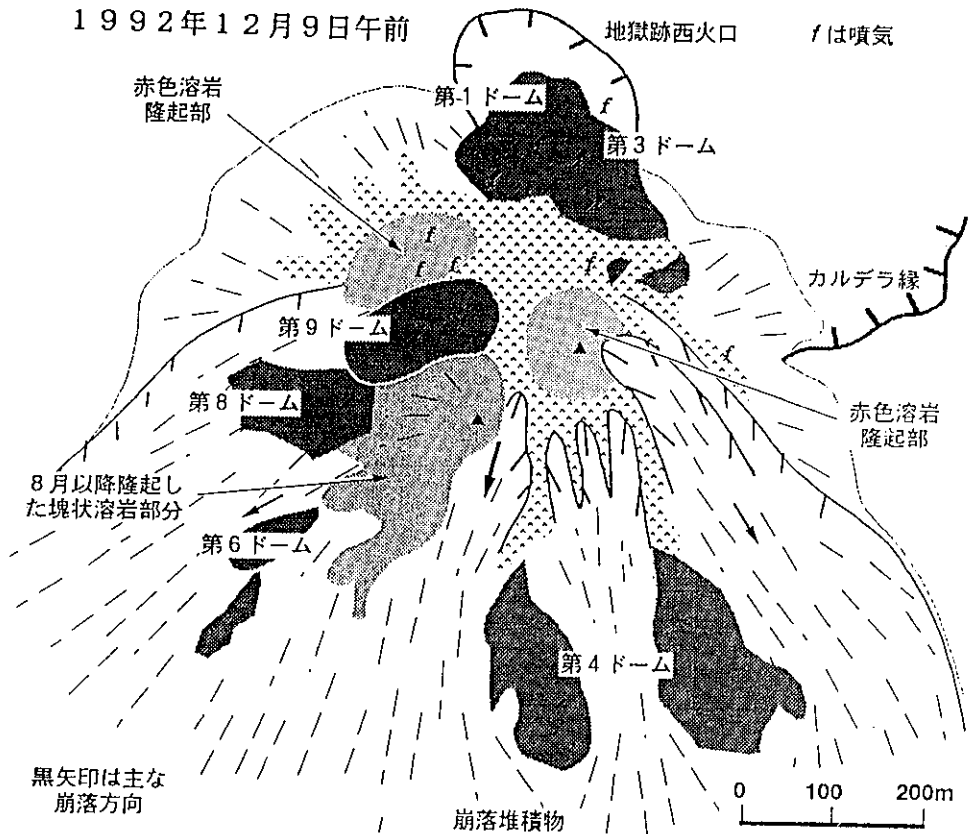 1992年12月9日午前
地獄跡西火口
fは噴気
赤色溶岩
隆起部
第1ドーム
f
第3ドーム
f
f
f
f
カルデラ縁
第9ドーム
f
f
第8ドーム
赤色溶岩
隆起部
8月以降隆起し
た塊状溶岩部分
第6ドーム
第4ドーム
黒矢印は主な
崩落方向
崩落堆積物
0 100 200m